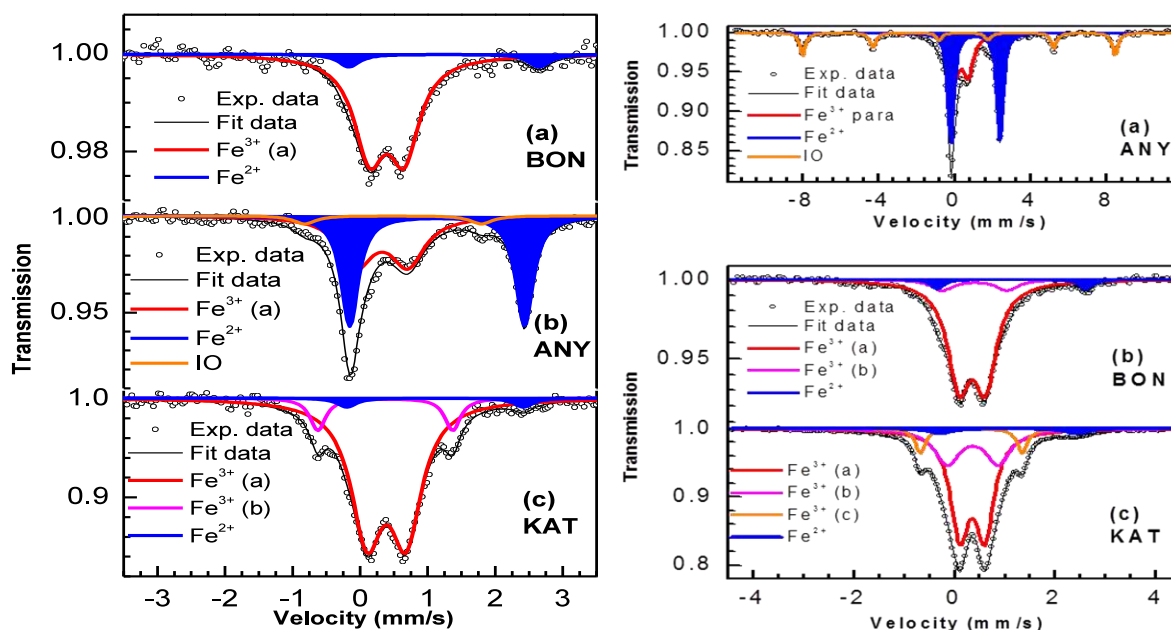 Transmission
1.00
0.98
Exp. data
Fit data
Fe³⁺ (a)
Fe²⁺
(a)
BON
1.00
0.95
Exp. data
Fit data
Fe³⁺ (a)
Fe²⁺
IO
(b)
ANY
1.0
0.9
Exp. data
Fit data
Fe³⁺ (a)
Fe³⁺ (b)
Fe²⁺
(c)
KAT
-3 -2 -1 0 1 2 3
Velocity (mm/s)
Transmission
1.00
0.95
0.90
0.85
Exp. data
Fit data
Fe³⁺ para
Fe²⁺
IO
(a)
ANY
-8 -4 0 4 8
Velocity (mm/s)
Transmission
1.00
0.95
Exp. data
Fit data
Fe³⁺ (a)
Fe³⁺ (b)
Fe²⁺
(b)
BON
1.0
0.9
0.8
Fe³⁺ (a)
Fe³⁺ (b)
Fe³⁺ (c)
Fe²⁺
(c)
KAT
-4 -2 0 2 4
Velocity (mm/s)